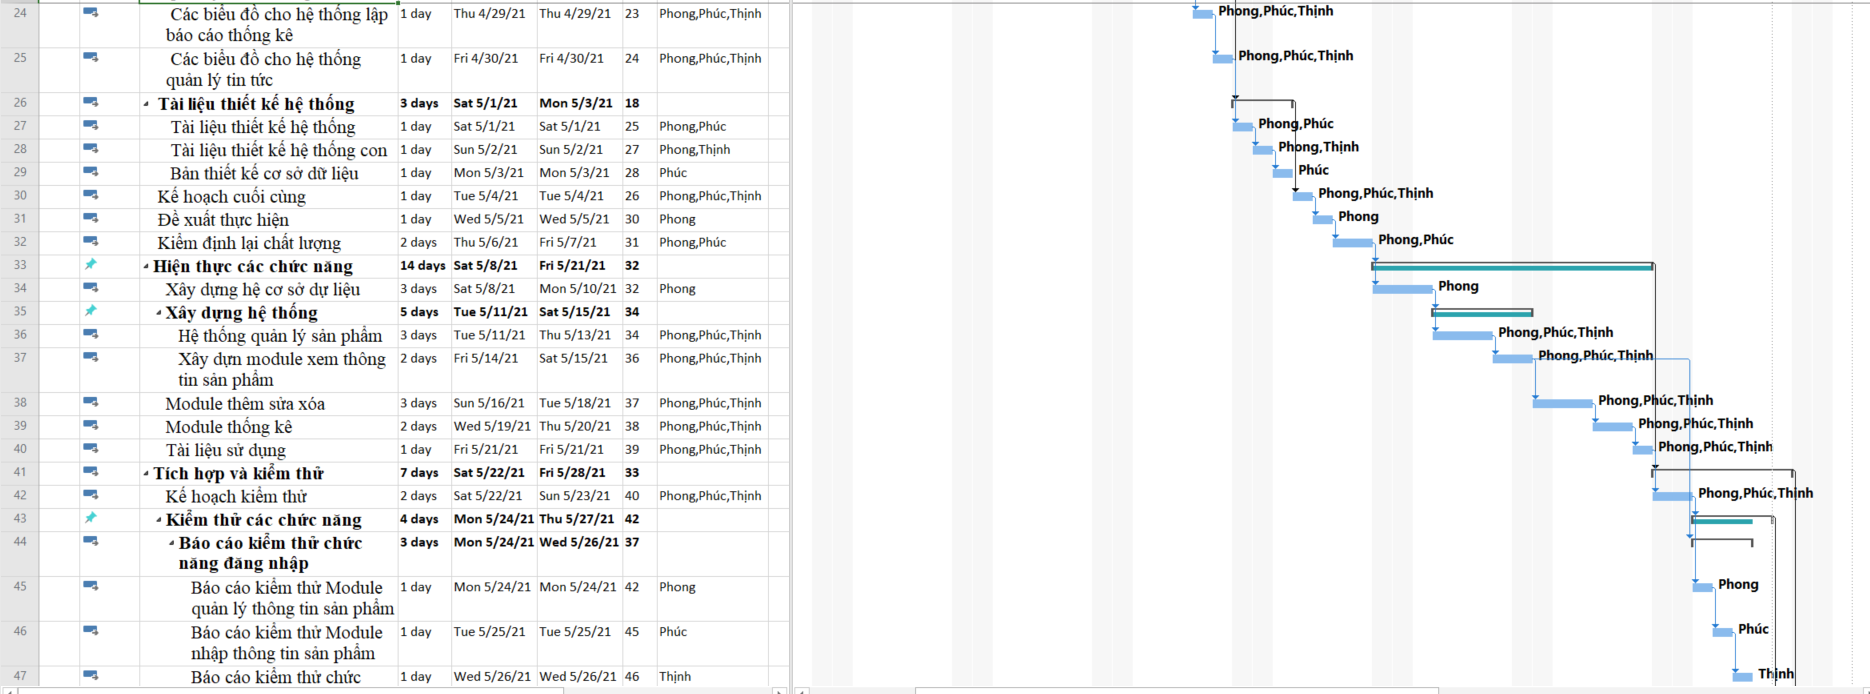 24 Các biểu đồ cho hệ thống lập 1 day Thu 4/29/21 Thu 4/29/21 23 Phong,Phúc,Thịnh Phong,Phúc,Thịnh
báo cáo thống kê
25 Các biểu đồ cho hệ thống 1 day Fri 4/30/21 Fri 4/30/21 24 Phong,Phúc,Thịnh Phong,Phúc,Thịnh
quản lý tin tức
26 Tài liệu thiết kế hệ thống 3 days Sat 5/1/21 Mon 5/3/21 18
27 Tài liệu thiết kế hệ thống 1 day Sat 5/1/21 Sat 5/1/21 25 Phong,Phúc Phong,Phúc
28 Tài liệu thiết kế hệ thống con 1 day Sun 5/2/21 Sun 5/2/21 27 Phong,Thịnh Phong,Thịnh
29 Bản thiết kế cơ sở dữ liệu 1 day Mon 5/3/21 Mon 5/3/21 28 Phúc Phúc
30 Kế hoạch cuối cùng 1 day Tue 5/4/21 Tue 5/4/21 26 Phong,Phúc,Thịnh Phong,Phúc,Thịnh
31 Đề xuất thực hiện 1 day Wed 5/5/21 Wed 5/5/21 30 Phong Phong
32 Kiểm định lại chất lượng 2 days Thu 5/6/21 Fri 5/7/21 31 Phong,Phúc Phong,Phúc
33 Hiện thực các chức năng 14 days Sat 5/8/21 Fri 5/21/21 32
34 Xây dựng hệ cơ sở dự liệu 3 days Sat 5/8/21 Mon 5/10/21 32 Phong Phong
35 Xây dựng hệ thống 5 days Tue 5/11/21 Sat 5/15/21 34
36 Hệ thống quản lý sản phẩm 3 days Tue 5/11/21 Thu 5/13/21 34 Phong,Phúc,Thịnh Phong,Phúc,Thịnh
37 Xây dựn module xem thông 2 days Fri 5/14/21 Sat 5/15/21 36 Phong,Phúc,Thịnh Phong,Phúc,Thịnh
tin sản phẩm
38 Module thêm sửa xóa 3 days Sun 5/16/21 Tue 5/18/21 37 Phong,Phúc,Thịnh Phong,Phúc,Thịnh
39 Module thống kê 2 days Wed 5/19/21 Thu 5/20/21 38 Phong,Phúc,Thịnh Phong,Phúc,Thịnh
40 Tài liệu sử dụng 1 day Fri 5/21/21 Fri 5/21/21 39 Phong,Phúc,Thịnh Phong,Phúc,Thịnh
41 Tích hợp và kiểm thử 7 days Sat 5/22/21 Fri 5/28/21 33
42 Kế hoạch kiểm thử 2 days Sat 5/22/21 Sun 5/23/21 40 Phong,Phúc,Thịnh Phong,Phúc,Thịnh
43 Kiểm thử các chức năng 4 days Mon 5/24/21 Thu 5/27/21 42
44 Báo cáo kiểm thử chức 3 days Mon 5/24/21 Wed 5/26/21 37
năng đăng nhập
45 Báo cáo kiểm thử Module 1 day Mon 5/24/21 Mon 5/24/21 42 Phong Phong
quản lý thông tin sản phẩm
46 Báo cáo kiểm thử Module 1 day Tue 5/25/21 Tue 5/25/21 45 Phúc Phúc
nhập thông tin sản phẩm
47 Báo cáo kiểm thử chức 1 day Wed 5/26/21 Wed 5/26/21 46 Thịnh Thịnh